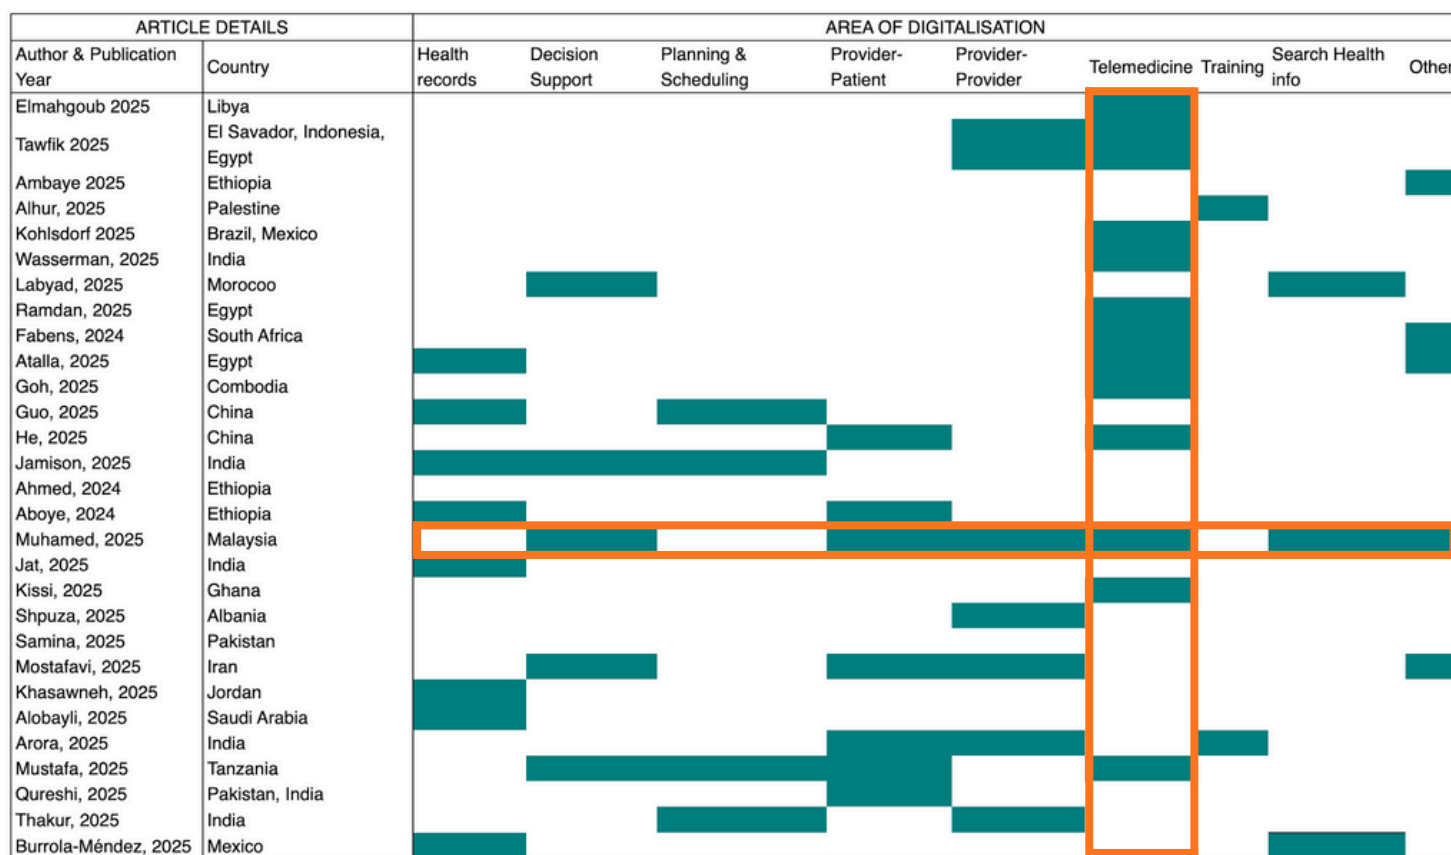 ARTICLE DETAILS AREA OF DIGITALISATION
Author & Publication Year Country Health records Decision Support Planning & Scheduling Provider-Patient Provider-Provider Telemedicine Training Search Health info Other
Elmahgoub 2025 Libya
Tawfik 2025 El Savador, Indonesia, Egypt
Ambaye 2025 Ethiopia
Alhur, 2025 Palestine
Kohlsdorf 2025 Brazil, Mexico
Wasserman, 2025 India
Labyad, 2025 Morocoo
Ramdan, 2025 Egypt
Fabens, 2024 South Africa
Atalla, 2025 Egypt
Goh, 2025 Combodia
Guo, 2025 China
He, 2025 China
Jamison, 2025 India
Ahmed, 2024 Ethiopia
Aboye, 2024 Ethiopia
Muhamed, 2025 Malaysia
Jat, 2025 India
Kissi, 2025 Ghana
Shpuza, 2025 Albania
Samina, 2025 Pakistan
Mostafavi, 2025 Iran
Khasawneh, 2025 Jordan
Alobayli, 2025 Saudi Arabia
Arora, 2025 India
Mustafa, 2025 Tanzania
Qureshi, 2025 Pakistan, India
Thakur, 2025 India
Burrola-Méndez, 2025 Mexico